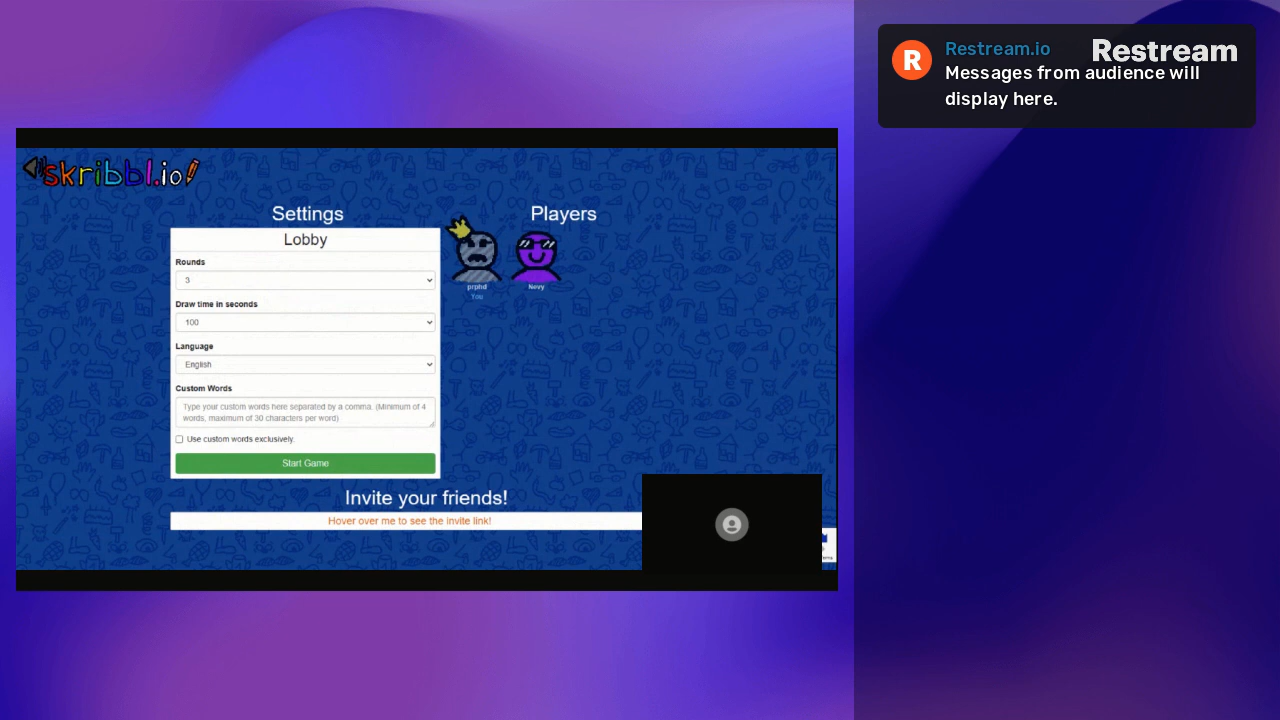 Restream.io
Restream
Messages from audience will
display here.
skribbl.io
Settings
Players
Lobby
Rounds
3
Draw time in seconds
100
Language
English
Custom Words
Type your custom words here separated by a comma. (Minimum of 4
words, maximum of 30 characters per word)
Use custom words exclusively.
Start Game
prphd
You
Nevy
Invite your friends!
Hover over me to see the invite link!